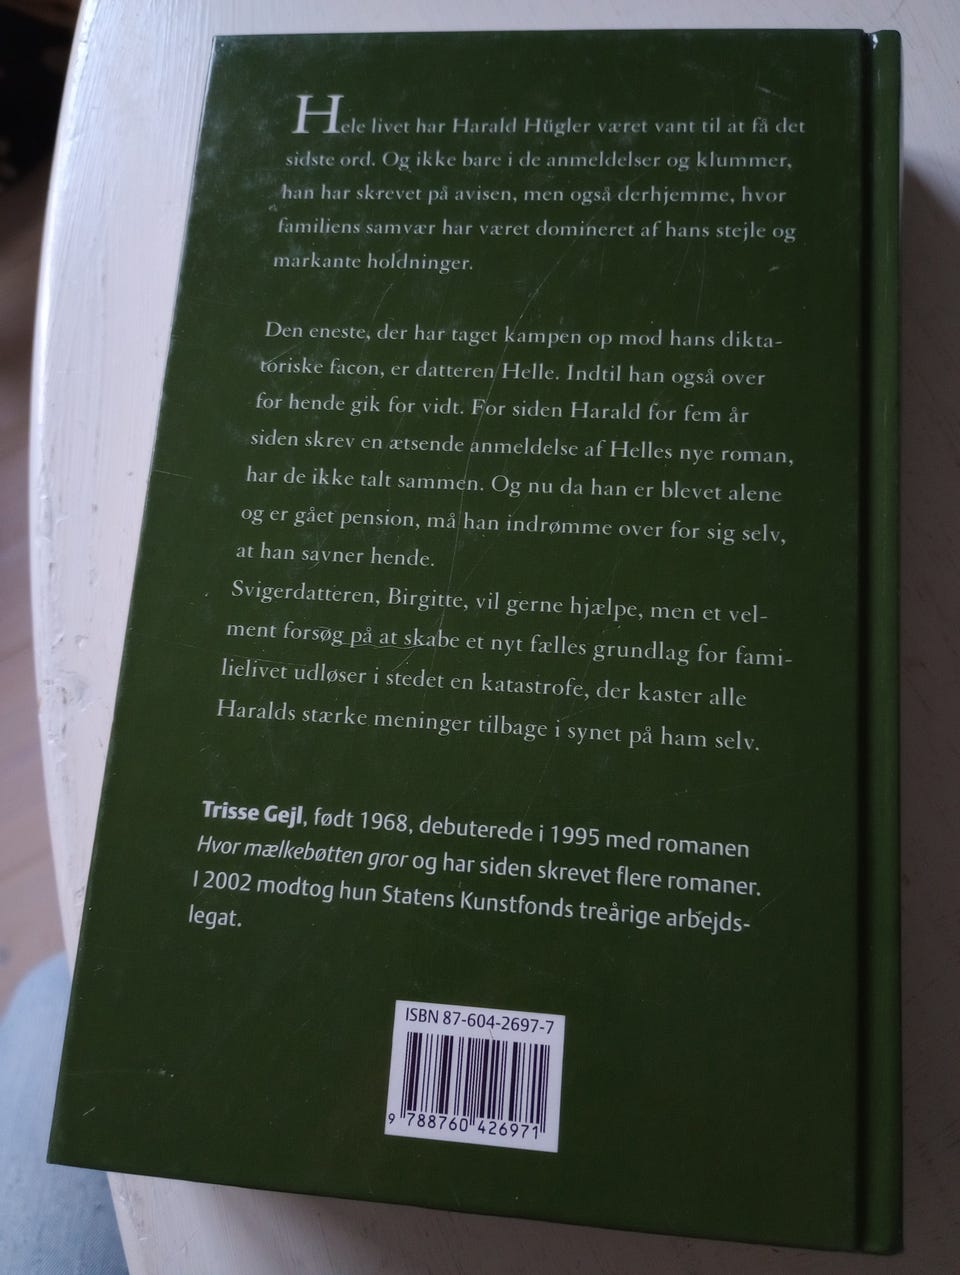 Hele livet har Harald Hügler været vant til at få det
sidste ord. Og ikke bare i de anmeldelser og klummer,
han har skrevet på avisen, men også derhjemme, hvor
familiens samvær har været domineret af hans stejle og
markante holdninger.
Den eneste, der har taget kampen op mod hans dikta-
toriske facon, er datteren Helle. Indtil han også over
for hende gik for vidt. For siden Harald for fem år
siden skrev en ætsende anmeldelse af Helles nye roman,
har de ikke talt sammen. Og nu da han er blevet alene
og er gået pension, må han indrømme over for sig selv,
at han savner hende.
Svigerdatteren, Birgitte, vil gerne hjælpe, men et vel-
ment forsøg på at skabe et nyt fælles grundlag for fami-
lielivet udløser i stedet en katastrofe, der kaster alle
Haralds stærke meninger tilbage i synet på ham selv.
Trisse Gejl, født 1968, debuterede i 1995 med romanen
Hvor mælkebøtten gror og har siden skrevet flere romaner.
I 2002 modtog hun Statens Kunstfonds treårige arbejds-
legat.
ISBN 87-604-2697-7
9 788760 426971